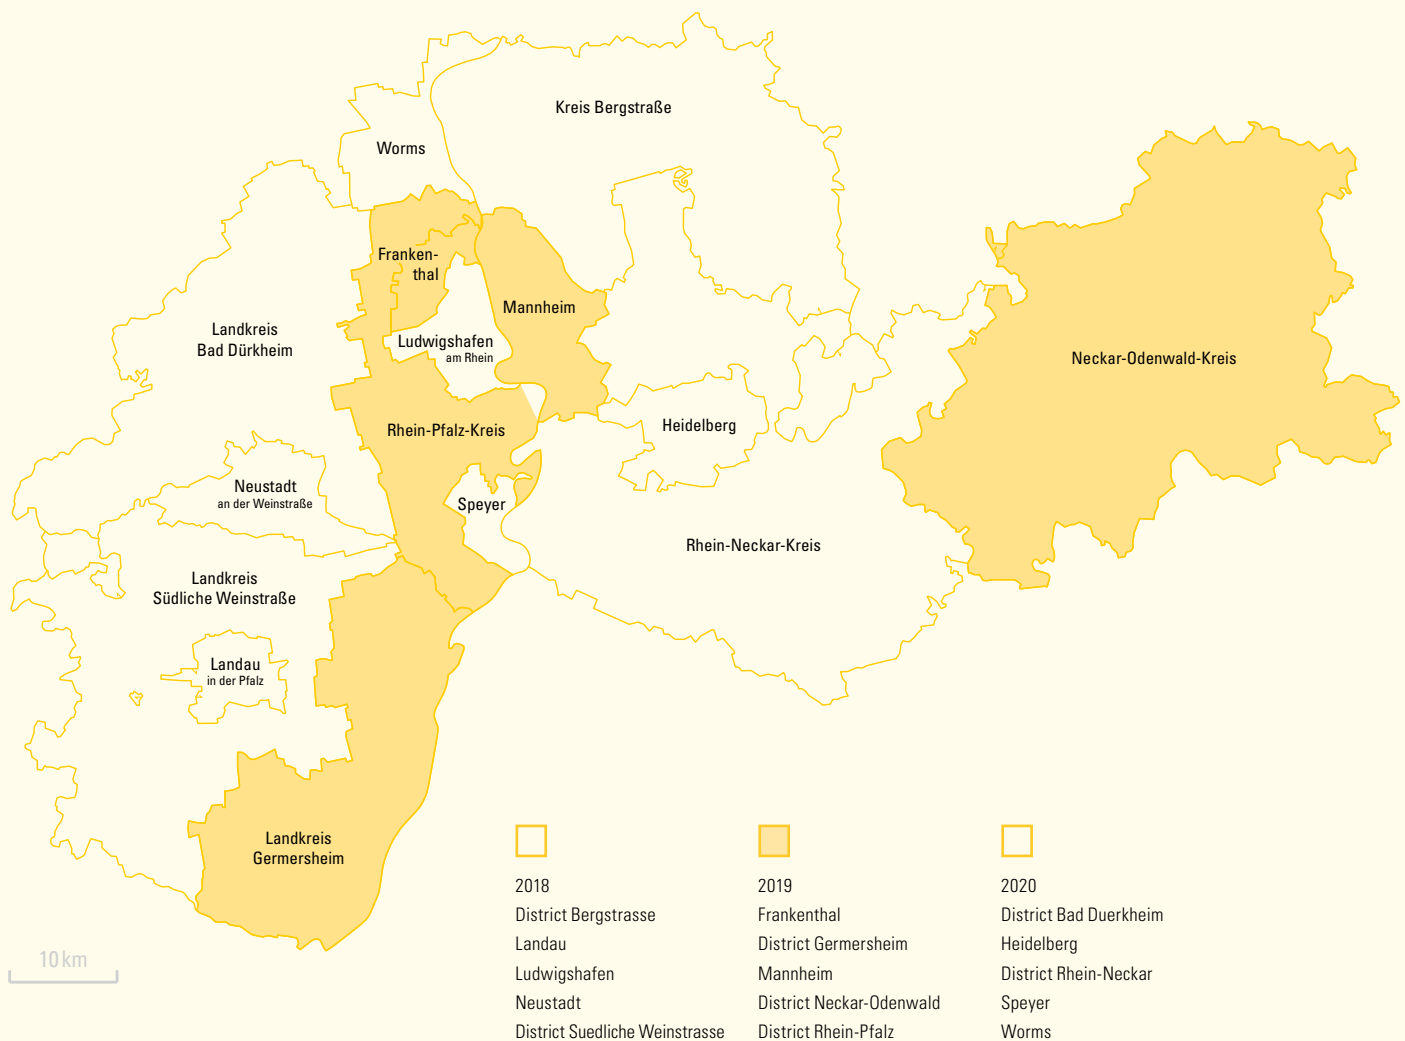 Kreis Bergstraße
Worms
Franken-
thal
Mannheim
Landkreis
Bad Dürkheim
Ludwigshafen
am Rhein
Neckar-Odenwald-Kreis
Rhein-Pfalz-Kreis
Heidelberg
Neustadt
an der Weinstraße
Speyer
Rhein-Neckar-Kreis
Landkreis
Südliche Weinstraße
Landau
in der Pfalz
Landkreis
Germersheim
10 km
2018
District Bergstrasse
Landau
Ludwigshafen
Neustadt
District Suedliche Weinstrasse
2019
Frankenthal
District Germersheim
Mannheim
District Neckar-Odenwald
District Rhein-Pfalz
2020
District Bad Duerkheim
Heidelberg
District Rhein-Neckar
Speyer
Worms